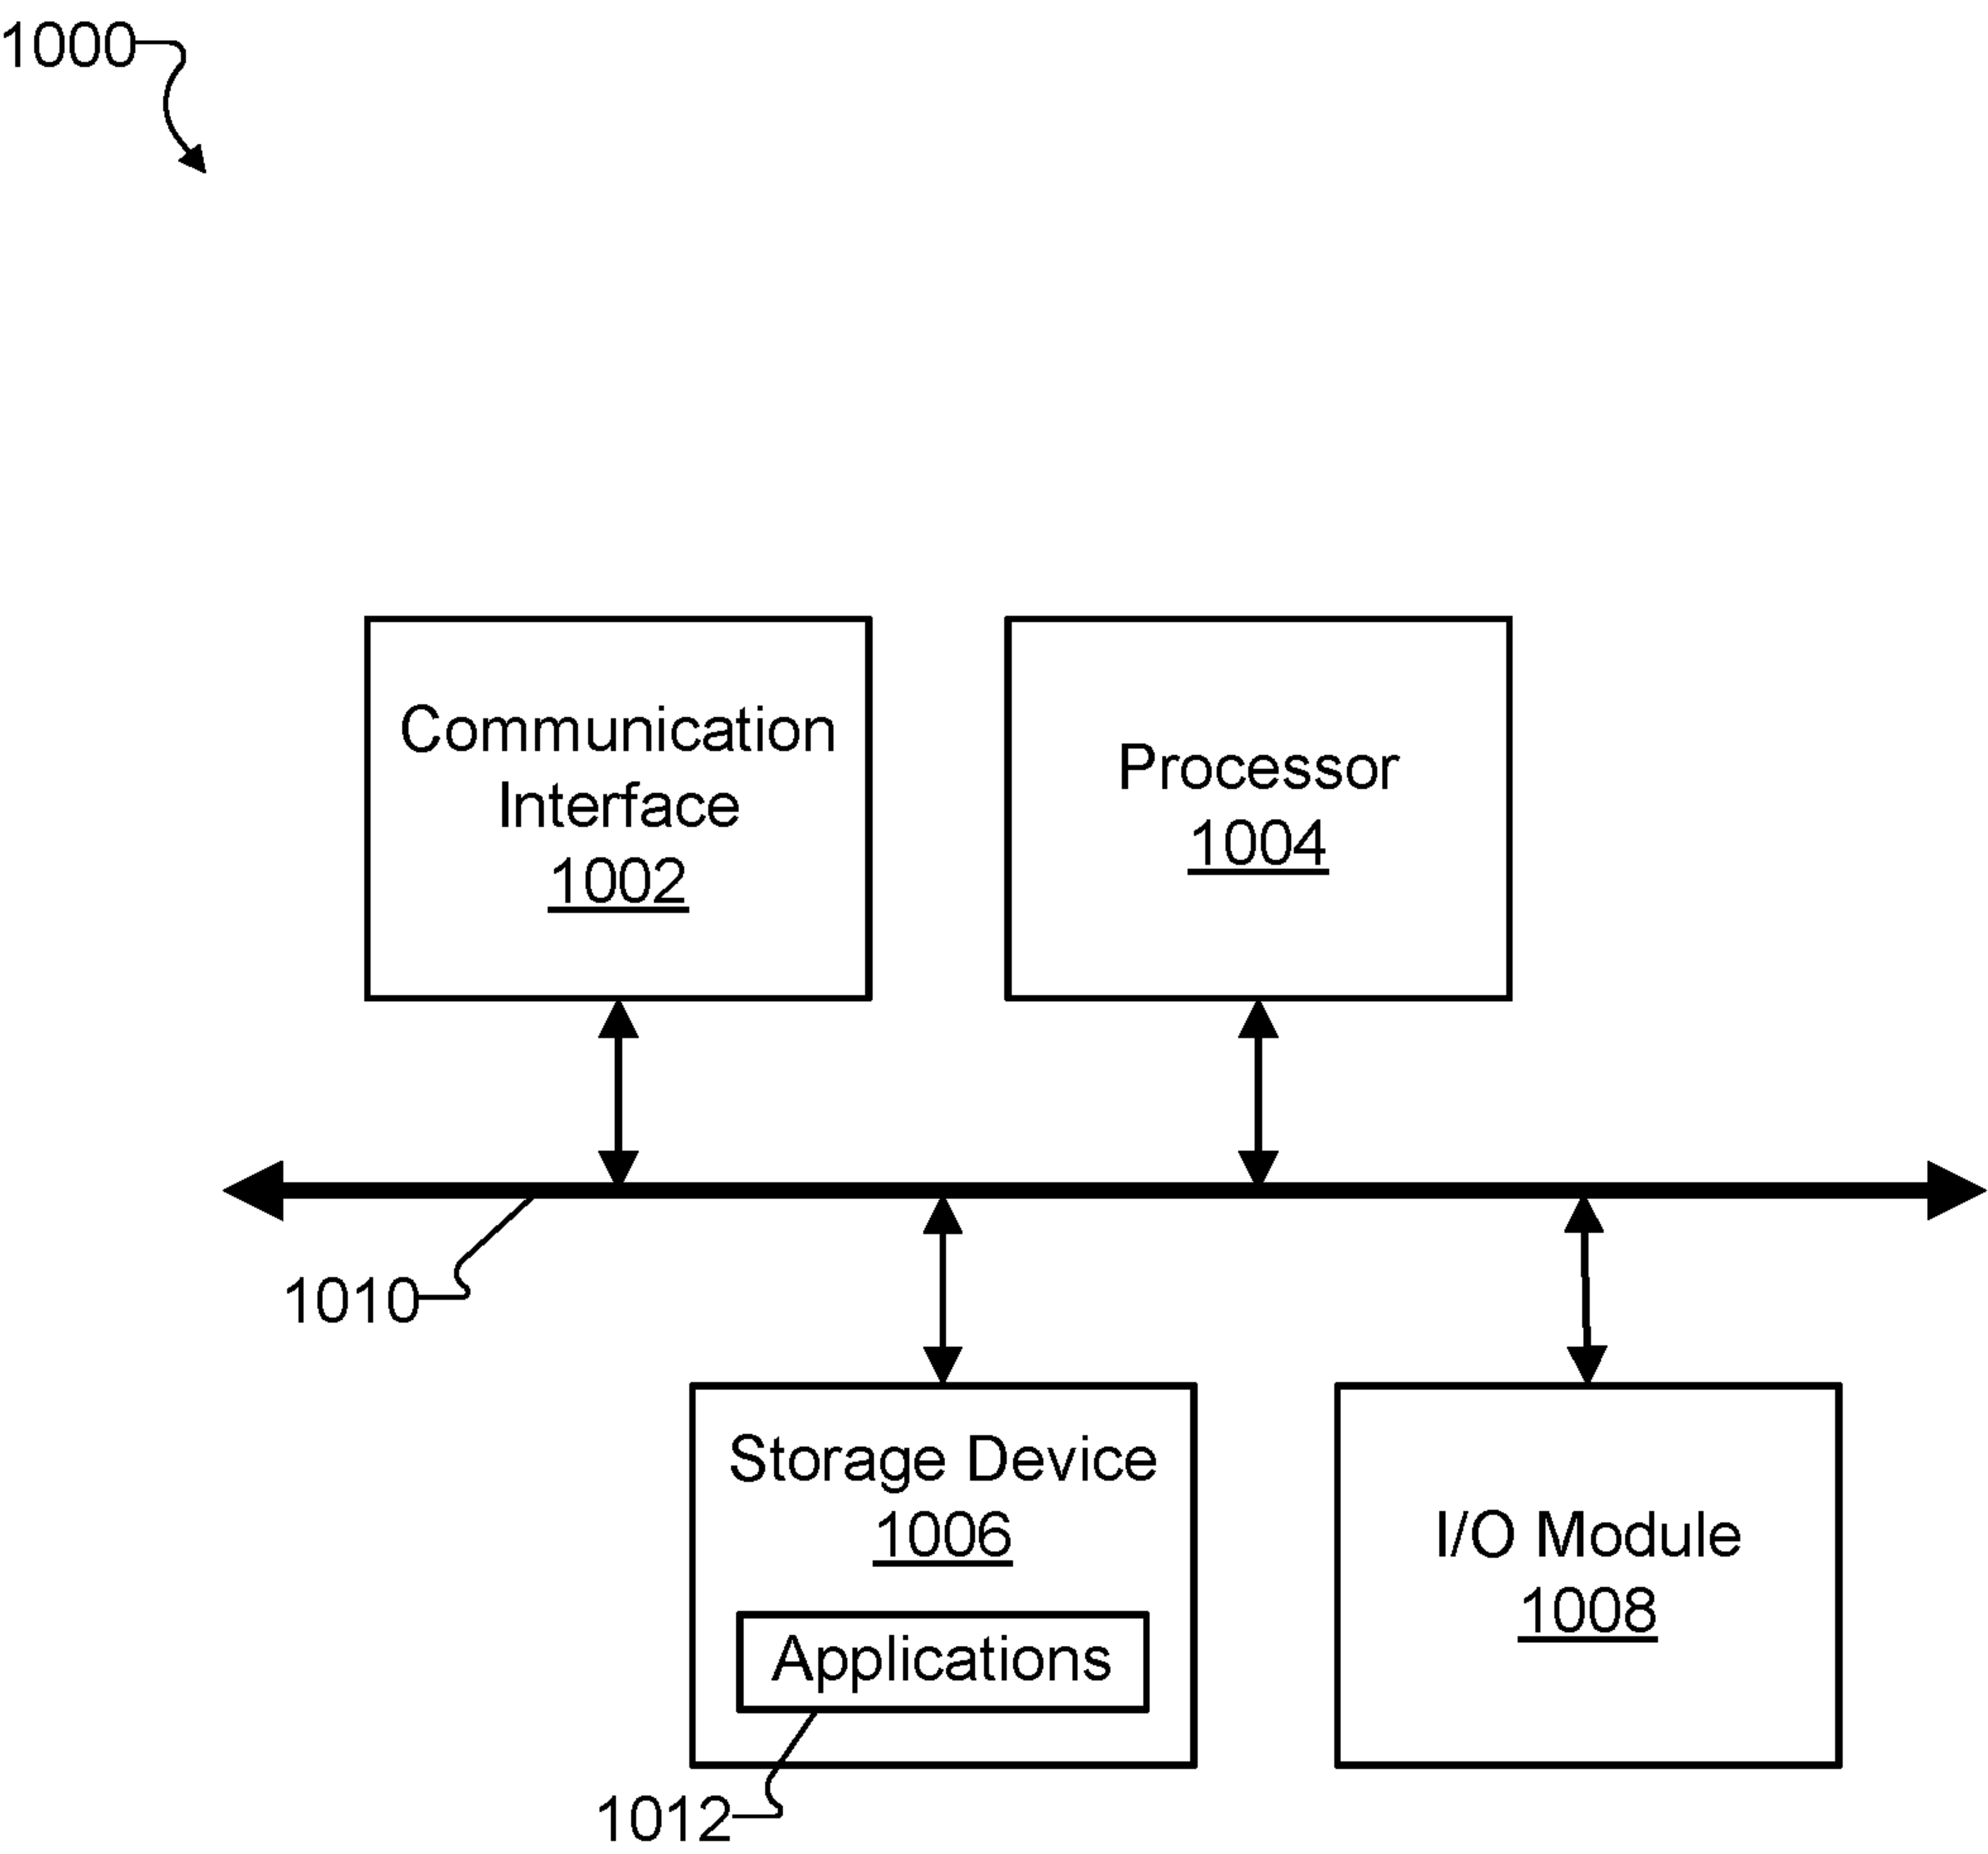 1000
Communication
Interface
1002
Processor
1004
1010
Storage Device
1006
Applications
1012
I/O Module
1008